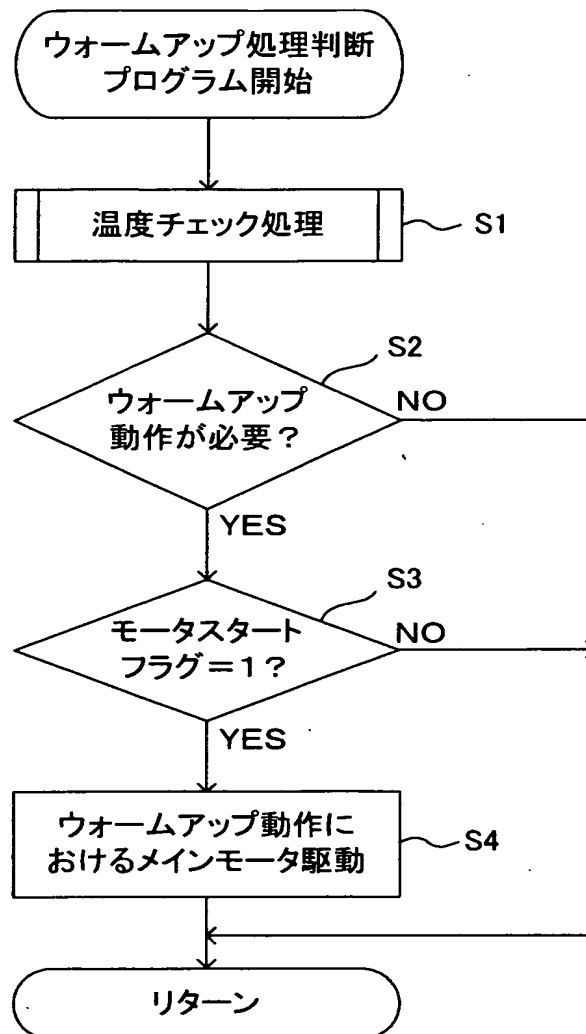 ウォームアップ処理判断
プログラム開始
温度チェック処理
S1
S2
ウォームアップ
動作が必要?
NO
YES
S3
モータスタート
フラグ=1?
NO
YES
ウォームアップ動作に
おけるメインモータ駆動
S4
リターン